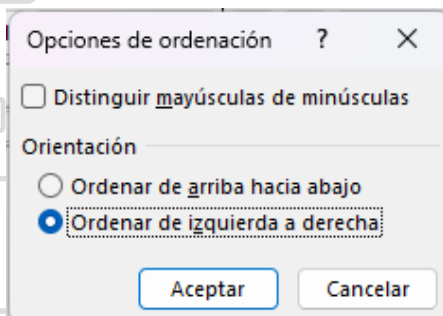 Opciones de ordenación ? ×
Distinguir mayúsculas de minúsculas
Orientación
Ordenar de arriba hacia abajo
Ordenar de izquierda a derecha
Aceptar Cancelar